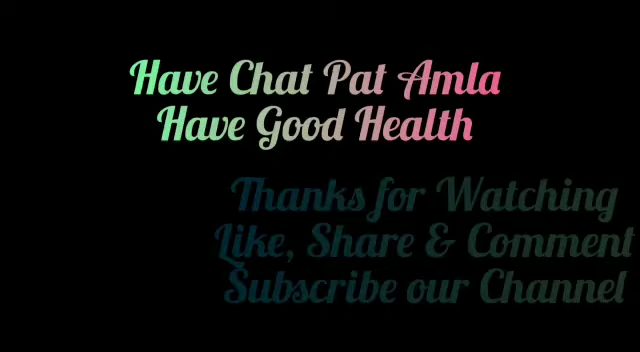 Have Chat Pat Amla
Have Good Health
Thanks for Watching
Like, Share & Comment
Subscribe our Channel